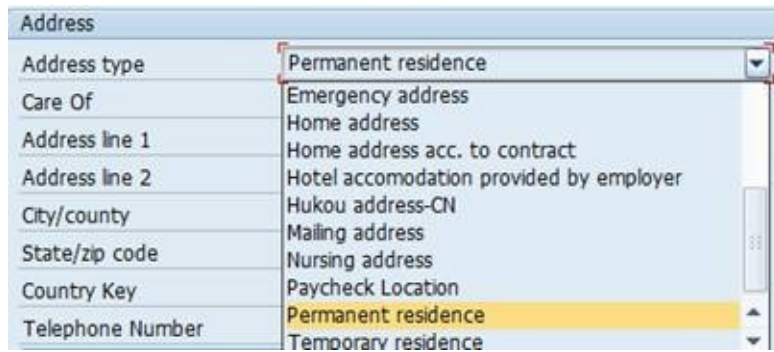 Address
Address type Permanent residence
Care Of Emergency address
Home address
Address line 1 Home address acc. to contract
Address line 2 Hotel accomodation provided by employer
City/county Hukou address-CN
Mailing address
State/zip code Nursing address
Country Key Paycheck Location
Permanent residence
Telephone Number Temporary residence